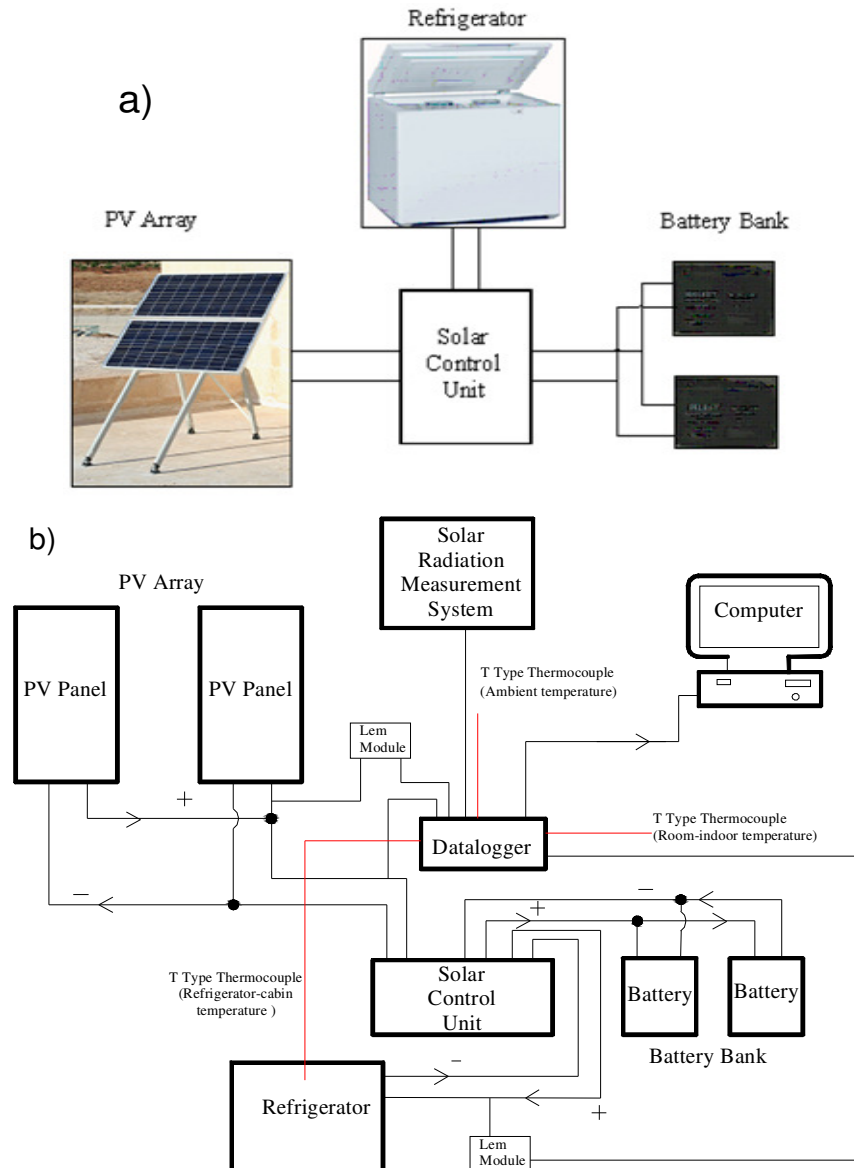 Refrigerator
a)
PV Array
Battery Bank
Solar
Control
Unit
b)
PV Array
Solar
Radiation
Measurement
System
Computer
PV Panel
PV Panel
T Type Thermocouple
(Ambient temperature)
Lem
Module
+
T Type Thermocouple
(Room-indoor temperature)
Datalogger
−
−
+
T Type Thermocouple
(Refrigerator-cabin
temperature )
Solar
Control
Unit
Battery
Battery
Battery Bank
−
Refrigerator
+
Lem
Module